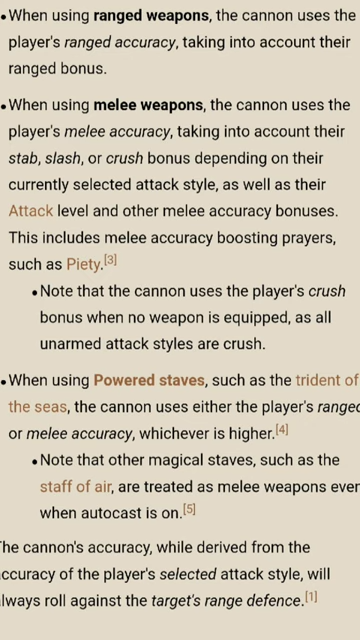 •When using ranged weapons, the cannon uses the
player's ranged accuracy, taking into account their
ranged bonus.
•When using melee weapons, the cannon uses the
player's melee accuracy, taking into account their
stab, slash, or crush bonus depending on their
currently selected attack style, as well as their
Attack level and other melee accuracy bonuses.
This includes melee accuracy boosting prayers,
such as Piety.[3]
•Note that the cannon uses the player's crush
bonus when no weapon is equipped, as all
unarmed attack styles are crush.
•When using Powered staves, such as the trident of
the seas, the cannon uses either the player's ranged
or melee accuracy, whichever is higher.[4]
•Note that other magical staves, such as the
staff of air, are treated as melee weapons even
when autocast is on.[5]
The cannon's accuracy, while derived from the
accuracy of the player's selected attack style, will
always roll against the target's range defence.[1]